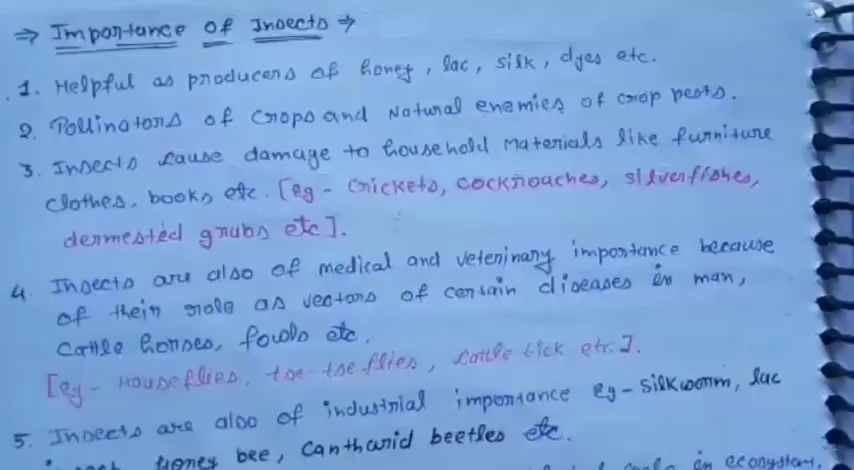 ⇒ Importance of Insects ⇒
1. Helpful as producers of honey, lac, silk, dyes etc.
2. Pollinators of crops and Natural enemies of crop pests.
3. Insects cause damage to household Materials like furniture
clothes, books etc. [eg - Crickets, cockroaches, silverfishes,
dermested grubs etc].
4. Insects are also of medical and veterinary importance because
of their role as vectors of certain diseases in man,
cattle horses, fowls etc.
[eg - Houseflies, tse-tse flies, Cattle tick etc.].
5. Insects are also of industrial importance eg - Silkworm, lac
honey bee, Cantharid beetles etc.
in ecosystem.